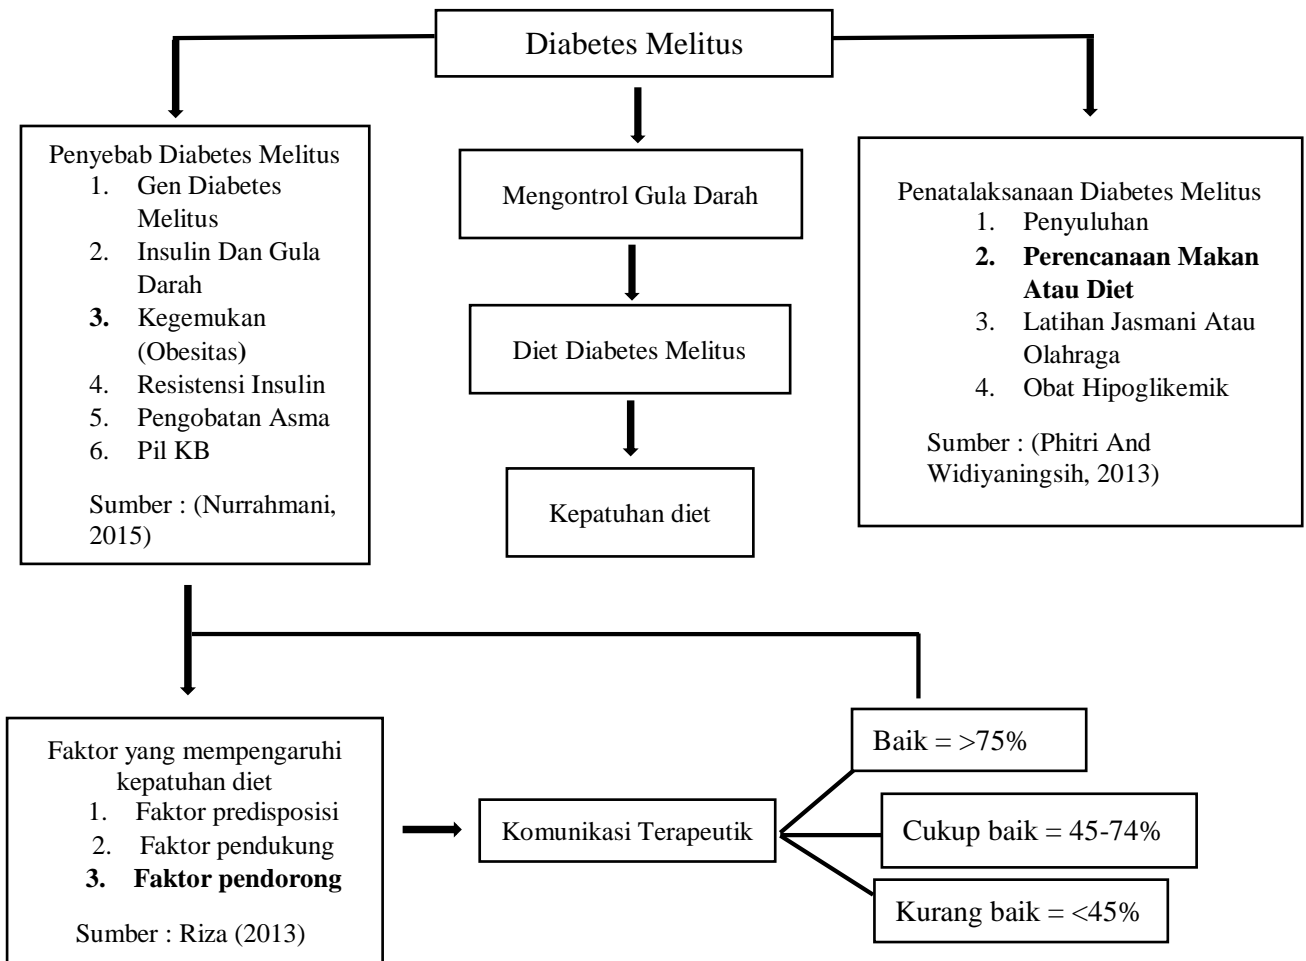 Diabetes Melitus
Penyebab Diabetes Melitus
1. Gen Diabetes
Melitus
2. Insulin Dan Gula
Darah
3. Kegemukan
(Obesitas)
4. Resistensi Insulin
5. Pengobatan Asma
6. Pil KB
Sumber : (Nurrahmani,
2015)
Mengontrol Gula Darah
Diet Diabetes Melitus
Kepatuhan diet
Penatalaksanaan Diabetes Melitus
1. Penyuluhan
2. Perencanaan Makan
Atau Diet
3. Latihan Jasmani Atau
Olahraga
4. Obat Hipoglikemik
Sumber : (Phitri And
Widiyaningsih, 2013)
Faktor yang mempengaruhi
kepatuhan diet
1. Faktor predisposisi
2. Faktor pendukung
3. Faktor pendorong
Sumber : Riza (2013)
Komunikasi Terapeutik
Baik = >75%
Cukup baik = 45-74%
Kurang baik = <45%